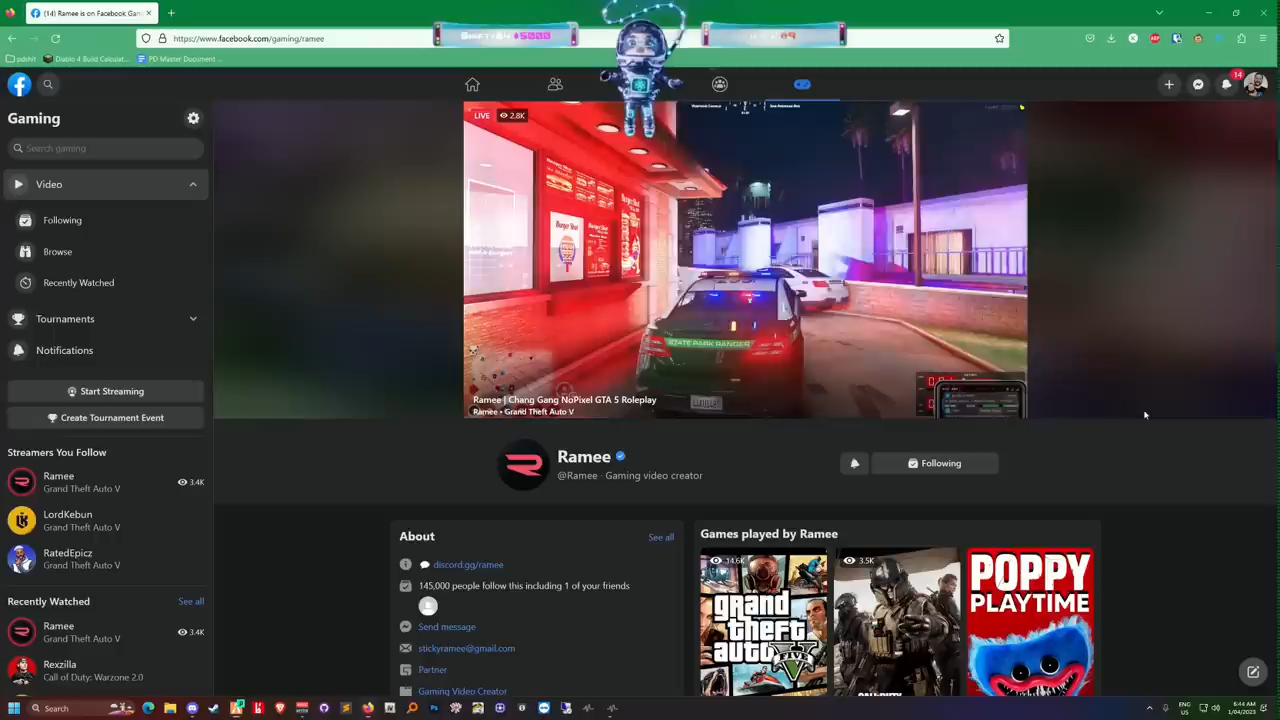 (14) Ramee is on Facebook Gam
https://www.facebook.com/gaming/ramee
pdshit
Diablo 4 Build Calculat...
PD Master Document ...
14
Gaming
Search gaming
Video
Following
Browse
Recently Watched
Tournaments
Notifications
Start Streaming
Create Tournament Event
Streamers You Follow
Ramee
Grand Theft Auto V
3.4K
LordKebun
Grand Theft Auto V
RatedEpicz
Grand Theft Auto V
Recently Watched
See all
Ramee
Grand Theft Auto V
3.4K
Rexzilla
Call of Duty: Warzone 2.0
LIVE
2.8K
Burger Shot
STATE PARK RANGER
Ramee | Chang Gang NoPixel GTA 5 Roleplay
Ramee • Grand Theft Auto V
Ramee
@Ramee · Gaming video creator
Following
About
See all
discord.gg/ramee
145,000 people follow this including 1 of your friends
Send message
stickyramee@gmail.com
Partner
Gaming Video Creator
Games played by Ramee
14.6K
grand
theft
auto
FIVE
3.5K
POPPY
PLAYTIME
Search
ENG
US
6:44 AM
1/04/2023